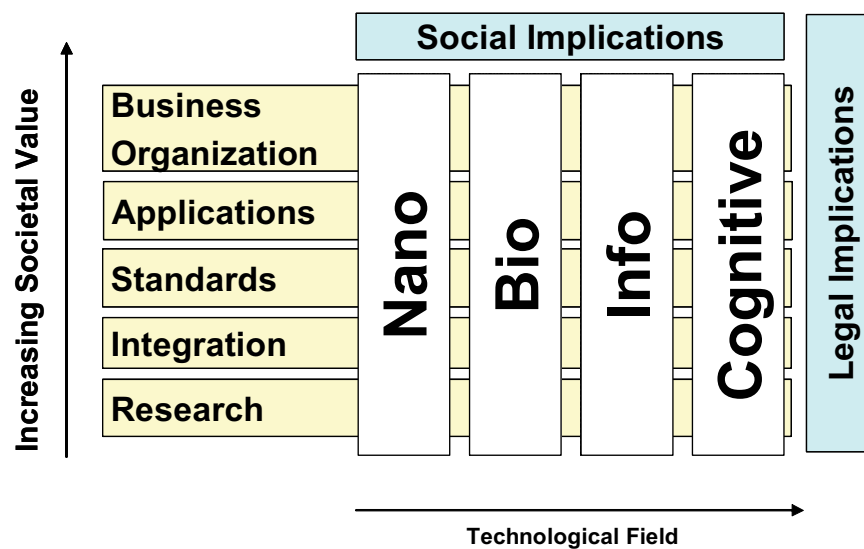 Social Implications
Legal Implications
Increasing Societal Value
Business
Organization
Applications
Standards
Integration
Research
Nano
Bio
Info
Cognitive
Technological Field